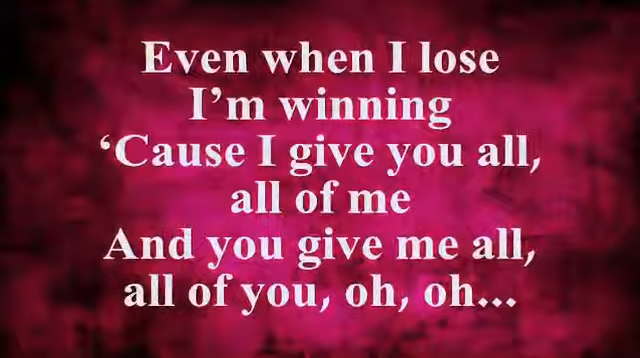 Even when I lose
I’m winning
‘Cause I give you all,
all of me
And you give me all,
all of you, oh, oh...